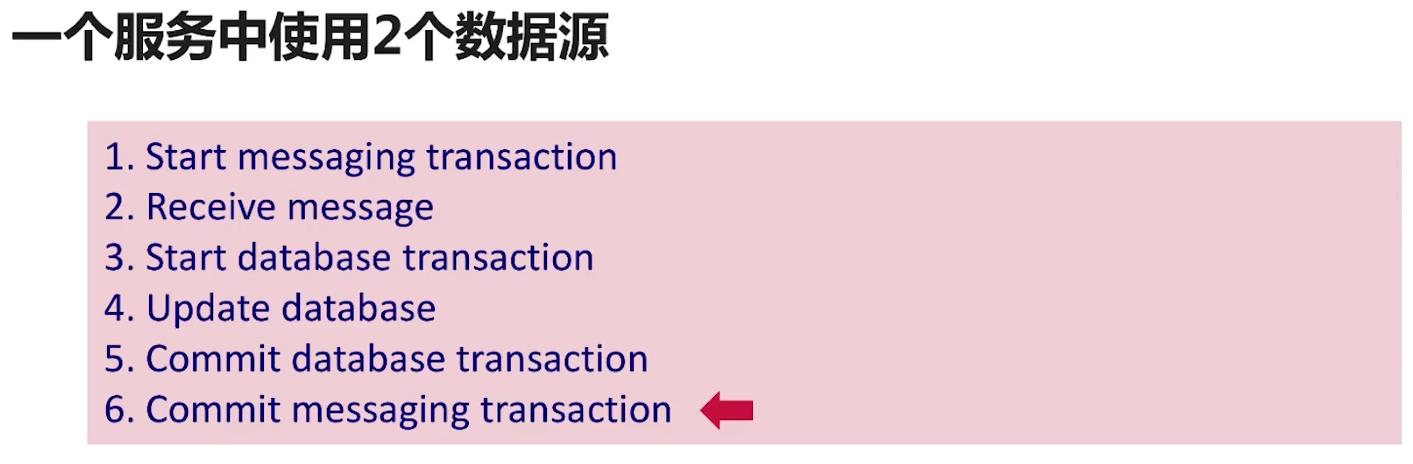 一个服务中使用2个数据源
1. Start messaging transaction
2. Receive message
3. Start database transaction
4. Update database
5. Commit database transaction
6. Commit messaging transaction